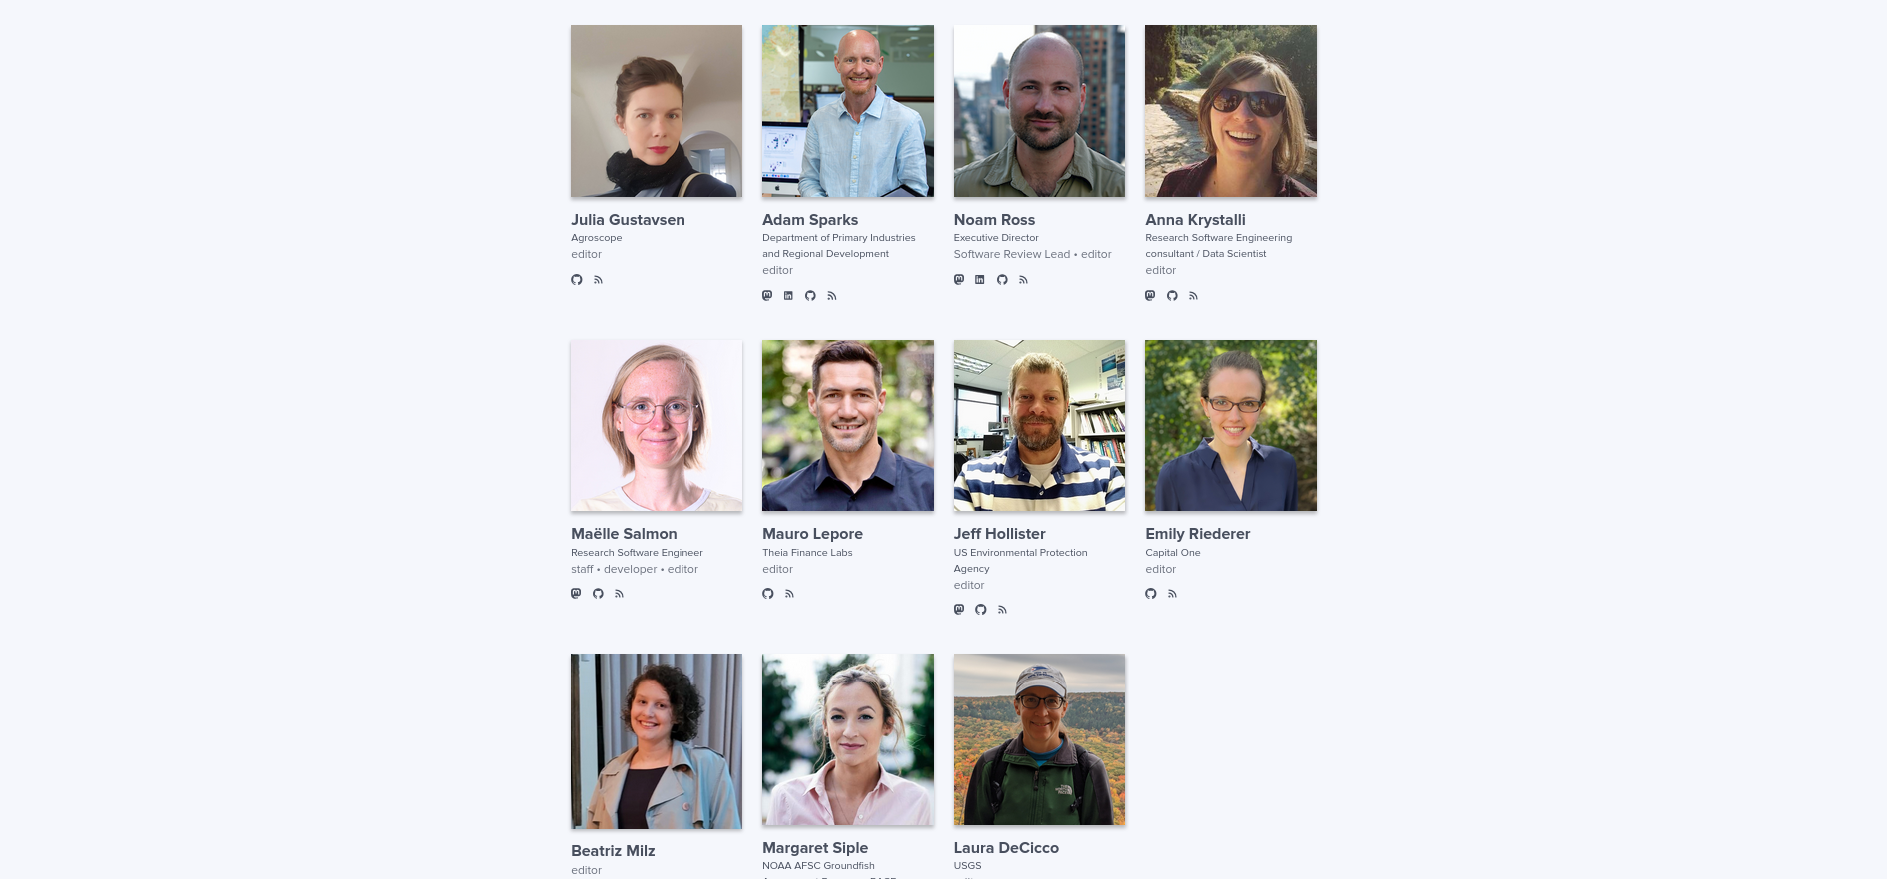 Julia Gustavsen
Agroscope
editor
Adam Sparks
Department of Primary Industries
and Regional Development
editor
Noam Ross
Executive Director
Software Review Lead • editor
Anna Krystalli
Research Software Engineering
consultant / Data Scientist
editor
Maëlle Salmon
Research Software Engineer
staff • developer • editor
Mauro Lepore
Theia Finance Labs
editor
Jeff Hollister
US Environmental Protection
Agency
editor
Emily Riederer
Capital One
editor
Beatriz Milz
editor
Margaret Siple
NOAA AFSC Groundfish
Laura DeCicco
USGS